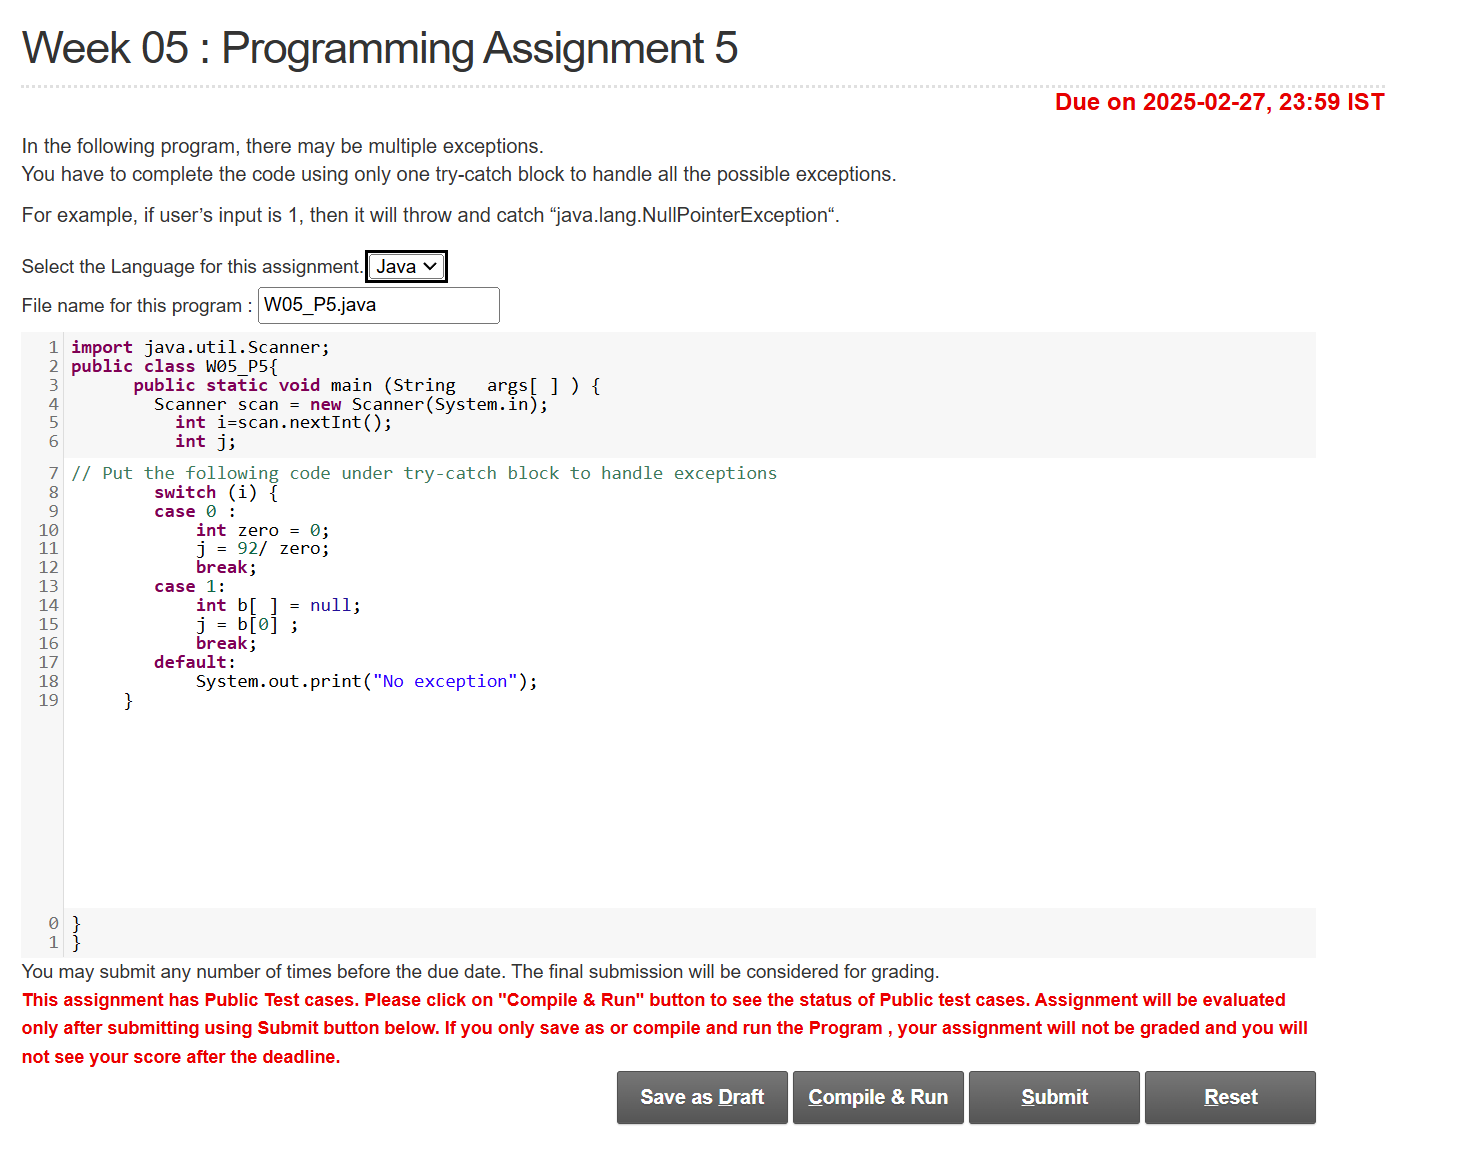 Week 05 : Programming Assignment 5
Due on 2025-02-27, 23:59 IST
In the following program, there may be multiple exceptions.
You have to complete the code using only one try-catch block to handle all the possible exceptions.
For example, if user’s input is 1, then it will throw and catch “java.lang.NullPointerException“.
Select the Language for this assignment. Java
File name for this program : W05_P5.java
1 import java.util.Scanner;
2 public class W05_P5{
3 public static void main (String   args[ ] ) {
4 Scanner scan = new Scanner(System.in);
5 int i=scan.nextInt();
6 int j;
7 // Put the following code under try-catch block to handle exceptions
8 switch (i) {
9 case 0 :
10 int zero = 0;
11 j = 92/ zero;
12 break;
13 case 1:
14 int b[ ] = null;
15 j = b[0] ;
16 break;
17 default:
18 System.out.print("No exception");
19 }
0 }
1 }
You may submit any number of times before the due date. The final submission will be considered for grading.
This assignment has Public Test cases. Please click on "Compile & Run" button to see the status of Public test cases. Assignment will be evaluated
only after submitting using Submit button below. If you only save as or compile and run the Program , your assignment will not be graded and you will
not see your score after the deadline.
Save as Draft Compile & Run Submit Reset